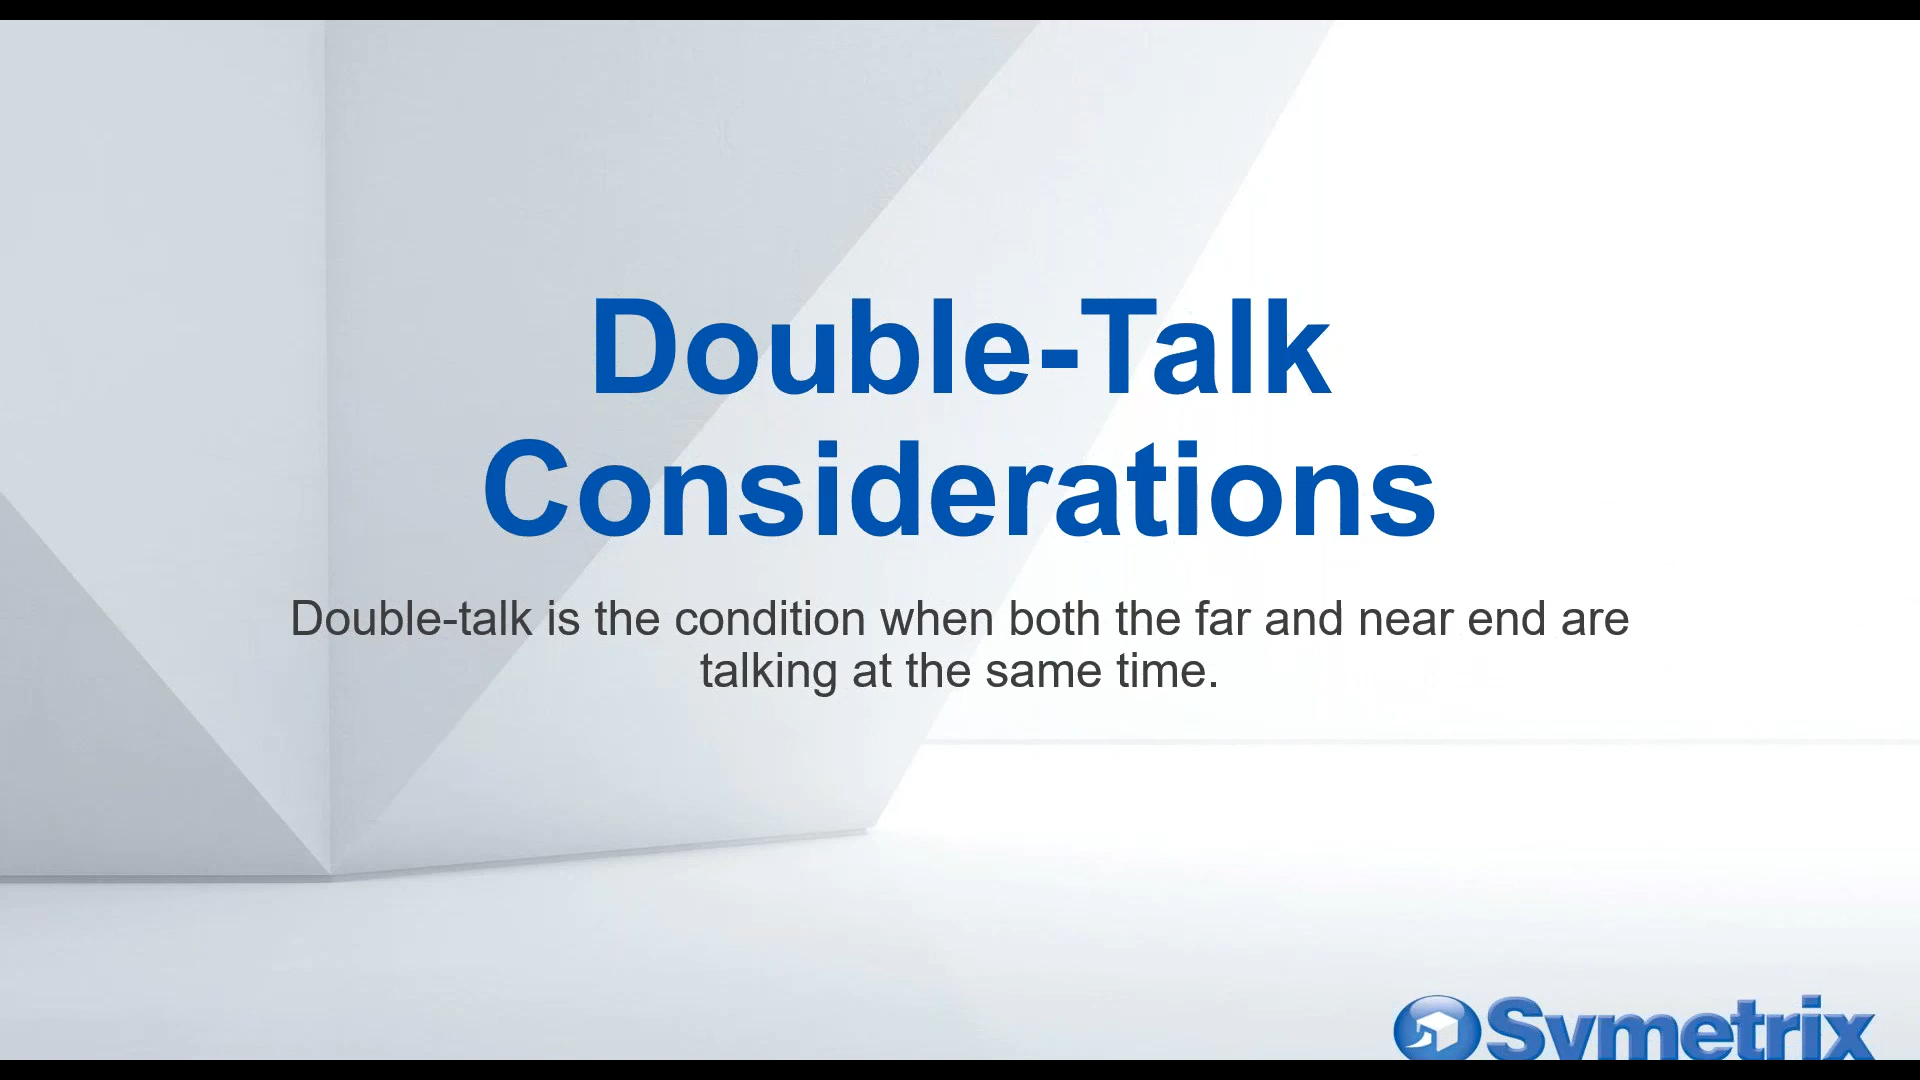 Double-Talk
Considerations
Double-talk is the condition when both the far and near end are
talking at the same time.
Symetrix